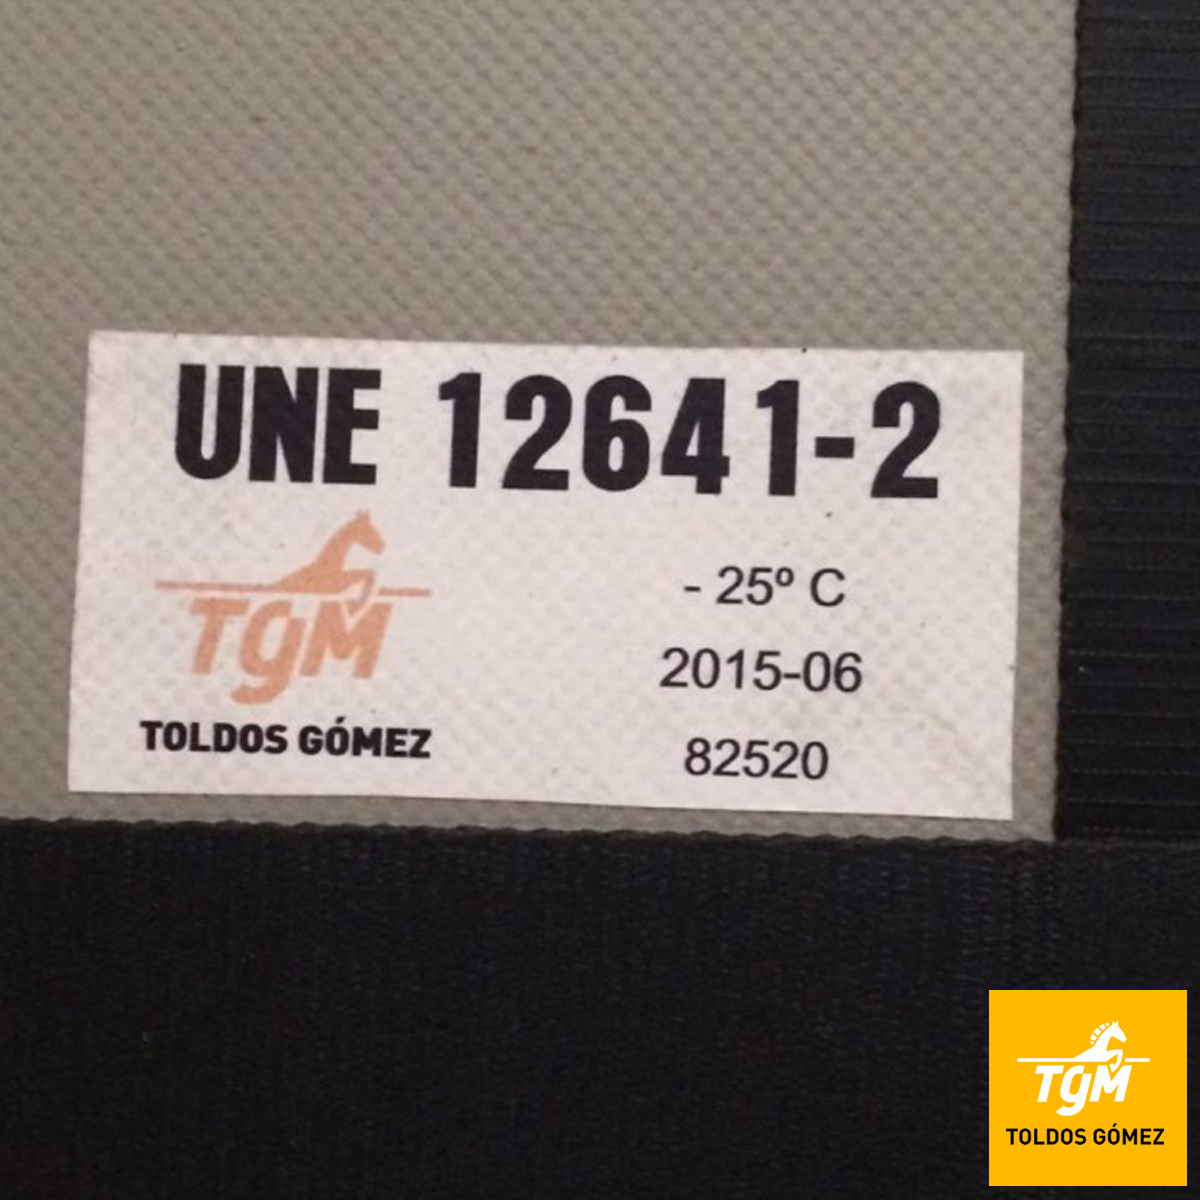 UNE 12641-2
TGM
TOLDOS GÓMEZ
- 25º C
2015-06
82520
TGM
TOLDOS GÓMEZ